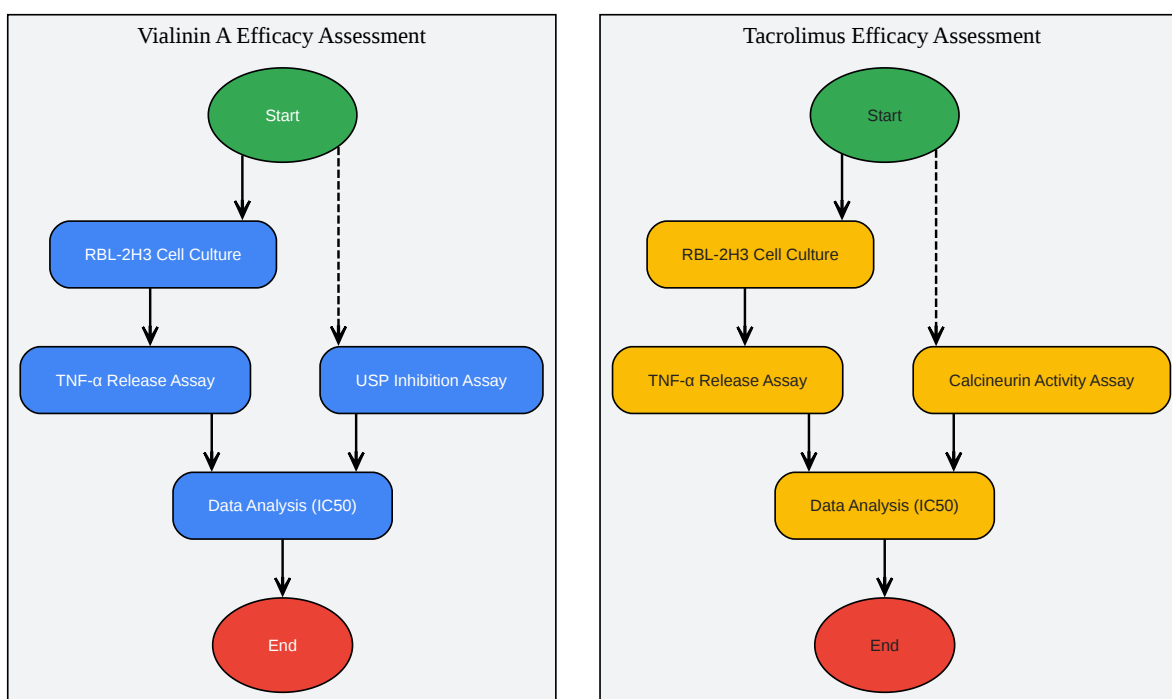 Vialinin A Efficacy Assessment
Start
RBL-2H3 Cell Culture
TNF-α Release Assay
USP Inhibition Assay
Data Analysis (IC50)
End
Tacrolimus Efficacy Assessment
Start
RBL-2H3 Cell Culture
TNF-α Release Assay
Calcineurin Activity Assay
Data Analysis (IC50)
End